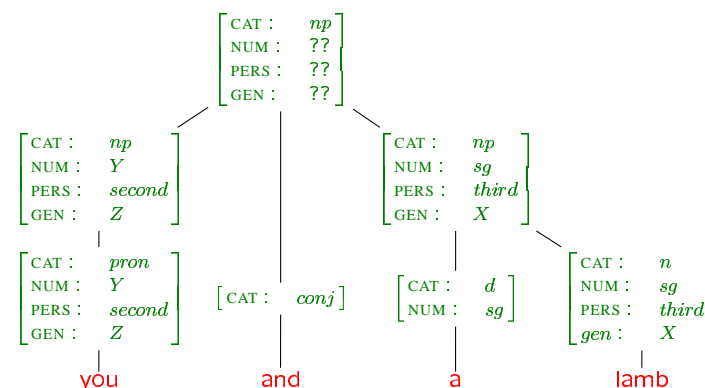 CAT : np
NUM : ??
PERS : ??
GEN : ??
CAT : np
NUM : Y
PERS : second
GEN : Z
CAT : np
NUM : sg
PERS : third
GEN : X
CAT : pron
NUM : Y
PERS : second
GEN : Z
CAT : conj
CAT : d
NUM : sg
CAT : n
NUM : sg
PERS : third
gen : X
you and a lamb